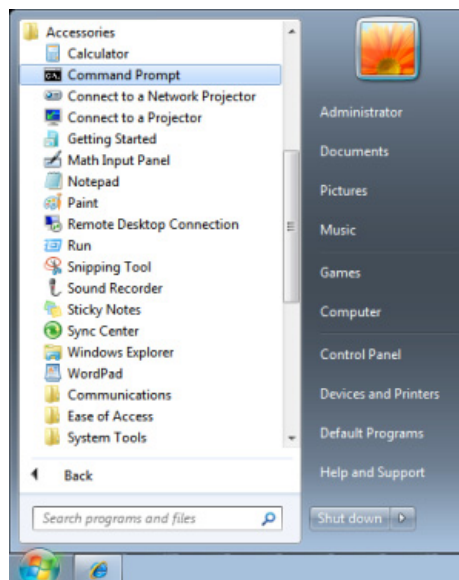 Accessories
Calculator
Command Prompt
Connect to a Network Projector
Connect to a Projector
Getting Started
Math Input Panel
Notepad
Paint
Remote Desktop Connection
Run
Snipping Tool
Sound Recorder
Sticky Notes
Sync Center
Windows Explorer
WordPad
Communications
Ease of Access
System Tools
Back
Search programs and files
Administrator
Documents
Pictures
Music
Games
Computer
Control Panel
Devices and Printers
Default Programs
Help and Support
Shut down